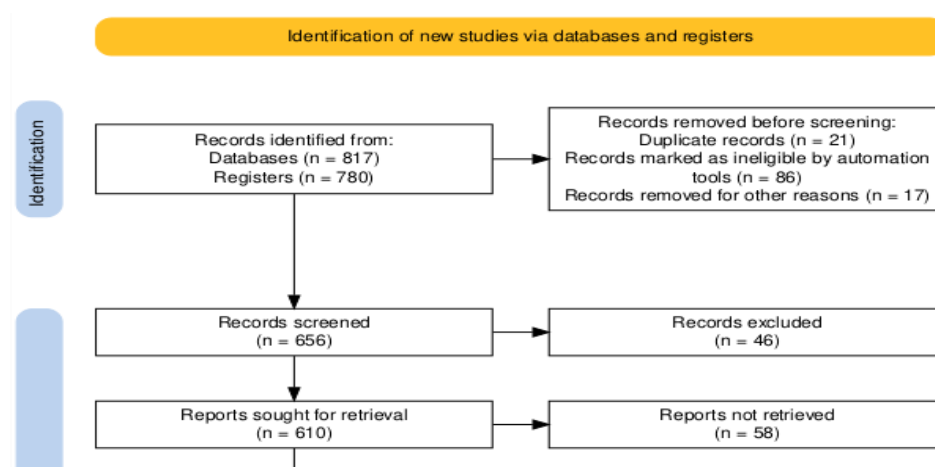 Identification of new studies via databases and registers
Identification
Records identified from:
Databases (n = 817)
Registers (n = 780)
Records removed before screening:
Duplicate records (n = 21)
Records marked as ineligible by automation
tools (n = 86)
Records removed for other reasons (n = 17)
Records screened
(n = 656)
Records excluded
(n = 46)
Reports sought for retrieval
(n = 610)
Reports not retrieved
(n = 58)